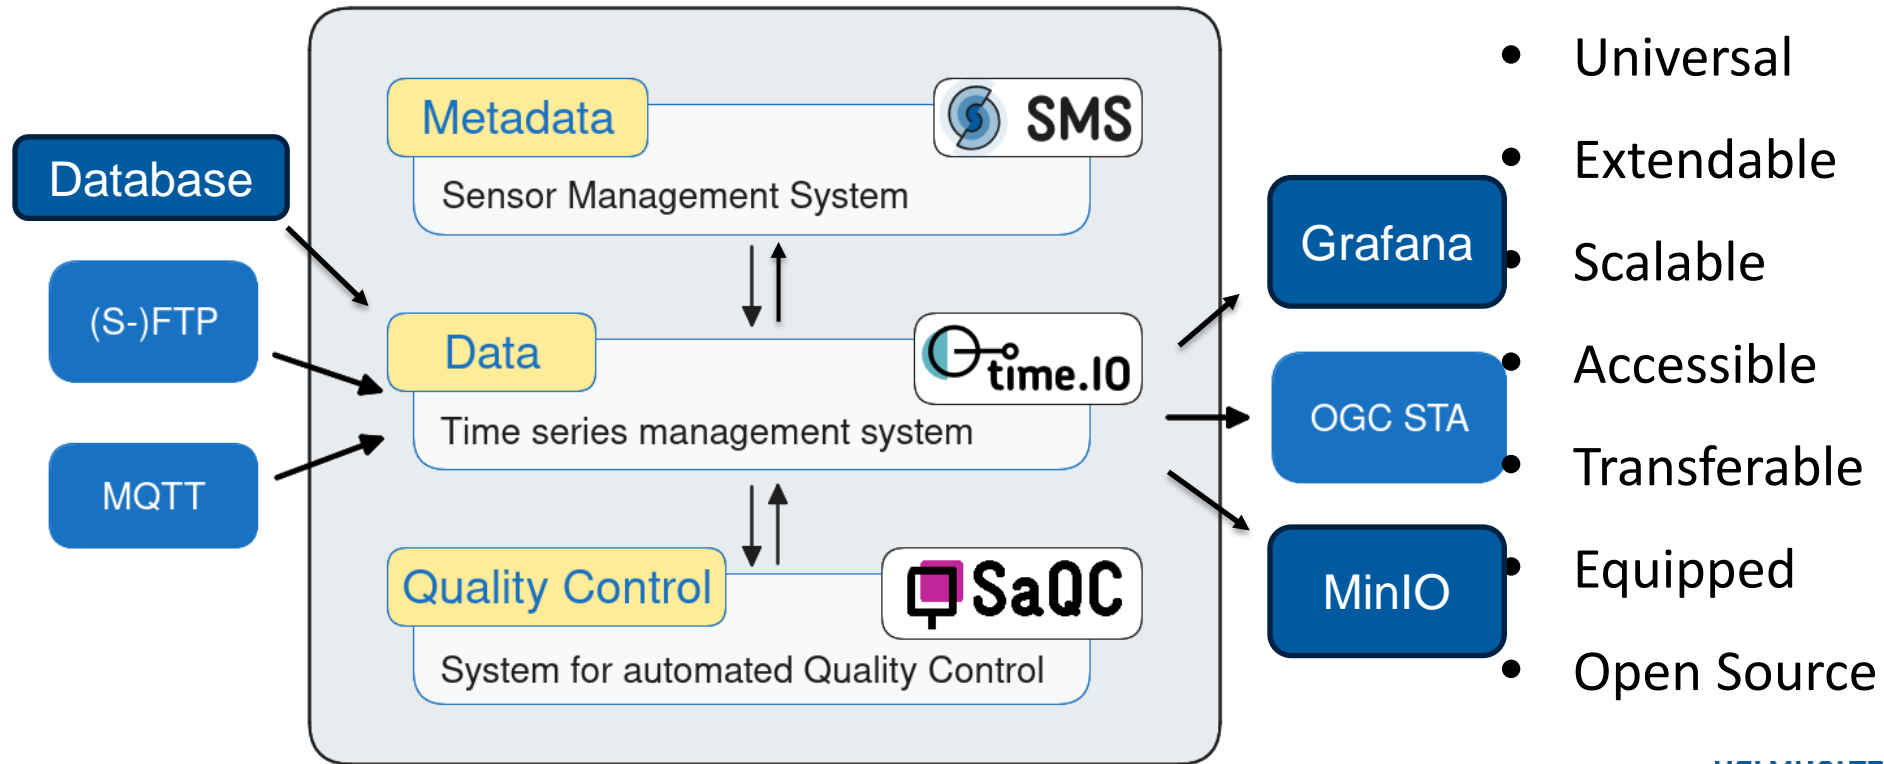 Database
(S-)FTP
MQTT
Metadata
SMS
Sensor Management System
Data
time.IO
Time series management system
Quality Control
SaQC
System for automated Quality Control
Grafana
OGC STA
MinIO
• Universal
• Extendable
• Scalable
• Accessible
• Transferable
• Equipped
• Open Source